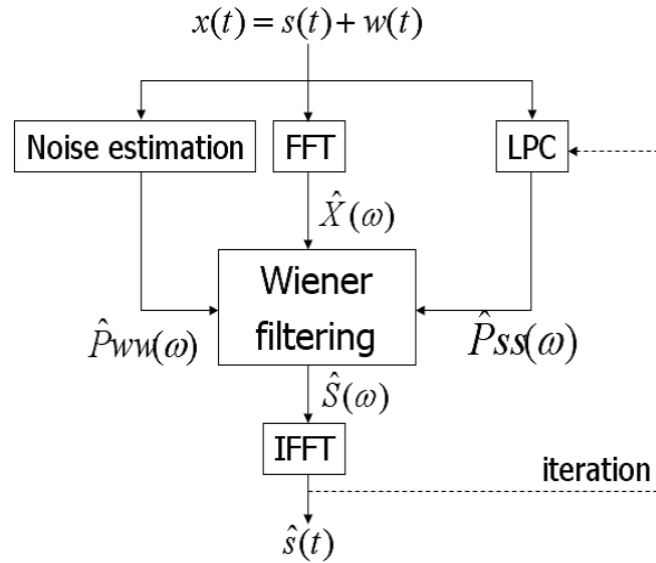 x(t) = s(t) + w(t)
Noise estimation
FFT
LPC
X̂(ω)
Wiener
filtering
P̂ww(ω)
P̂ss(ω)
Ŝ(ω)
IFFT
iteration
ŝ(t)